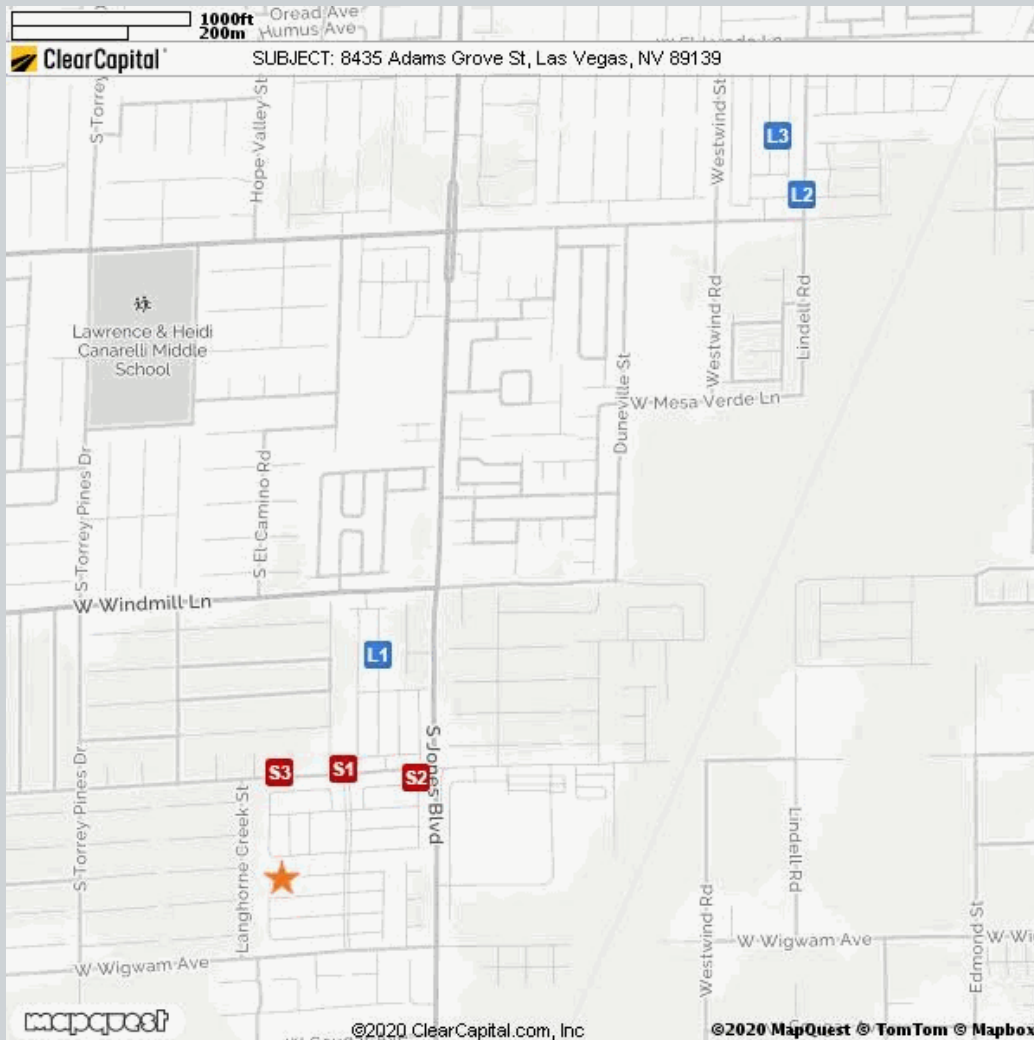 1000ft
200m
Oread Ave
Humus Ave
ClearCapital
SUBJECT: 8435 Adams Grove St, Las Vegas, NV 89139
S Torrey
Hope Valley St
Westwind St
L3
L2
Lawrence & Heidi
Canarelli Middle
School
Westwind Rd
Lindell Rd
Duneville St
W Mesa Verde Ln
S Torrey Pines Dr
S El Camino Rd
W Windmill Ln
L1
S3
S1
S2
S Jones Blvd
S Torrey Pines Dr
Langhorne Creek St
Lindell Rd
Westwind Rd
Edmond St
W Wigwam Ave
W Wi
W Wigwam Ave
mapquest
©2020 ClearCapital.com, Inc
©2020 MapQuest © TomTom © Mapbox